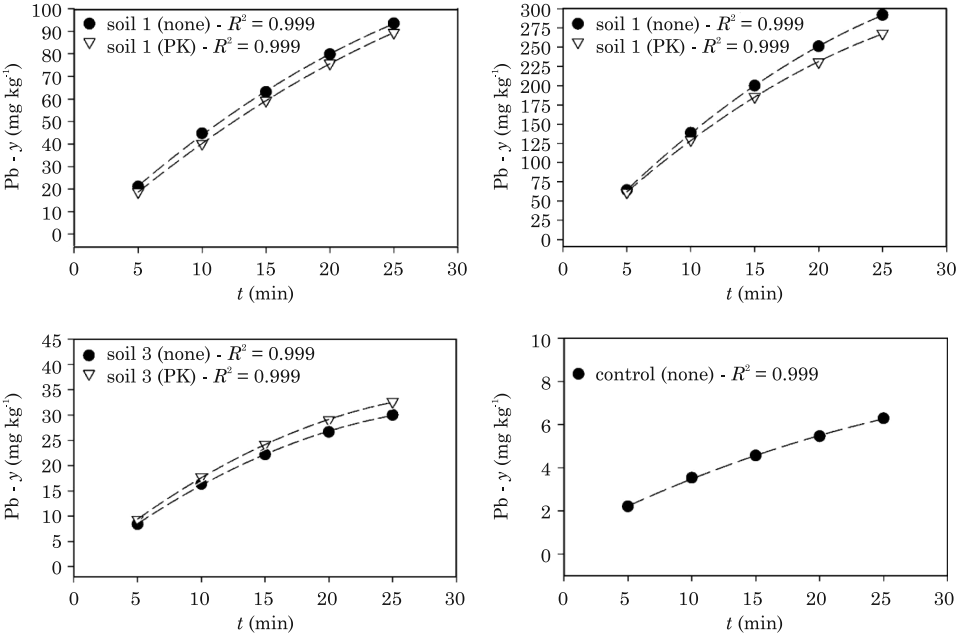 soil 1 (none) - R² = 0.999
soil 1 (PK) - R² = 0.999
Pb - y (mg kg⁻¹)
100
90
80
70
60
50
40
30
20
10
0
0 5 10 15 20 25 30
t (min)
soil 1 (none) - R² = 0.999
soil 1 (PK) - R² = 0.999
Pb - y (mg kg⁻¹)
300
275
250
225
200
175
150
125
100
75
50
25
0
0 5 10 15 20 25 30
t (min)
soil 3 (none) - R² = 0.999
soil 3 (PK) - R² = 0.999
Pb - y (mg kg⁻¹)
45
40
35
30
25
20
15
10
5
0
0 5 10 15 20 25 30
t (min)
control (none) - R² = 0.999
Pb - y (mg kg⁻¹)
10
8
6
4
2
0
0 5 10 15 20 25 30
t (min)